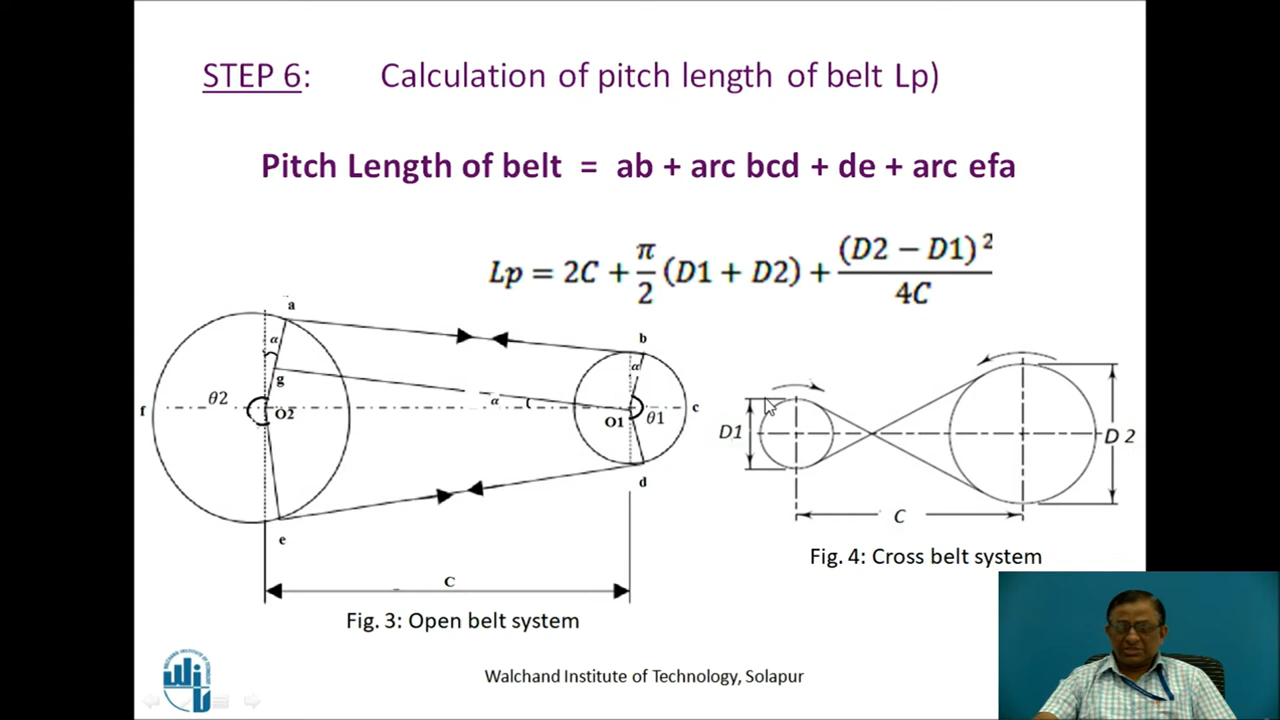 STEP 6: Calculation of pitch length of belt Lp)
Pitch Length of belt = ab + arc bcd + de + arc efa
Lp = 2C + π/2 (D1 + D2) + (D2 − D1)²/4C
a
b
α
α
g
α
f
θ2
O2
O1
θ1
c
d
e
C
Fig. 3: Open belt system
D1
D 2
C
Fig. 4: Cross belt system
Walchand Institute of Technology, Solapur